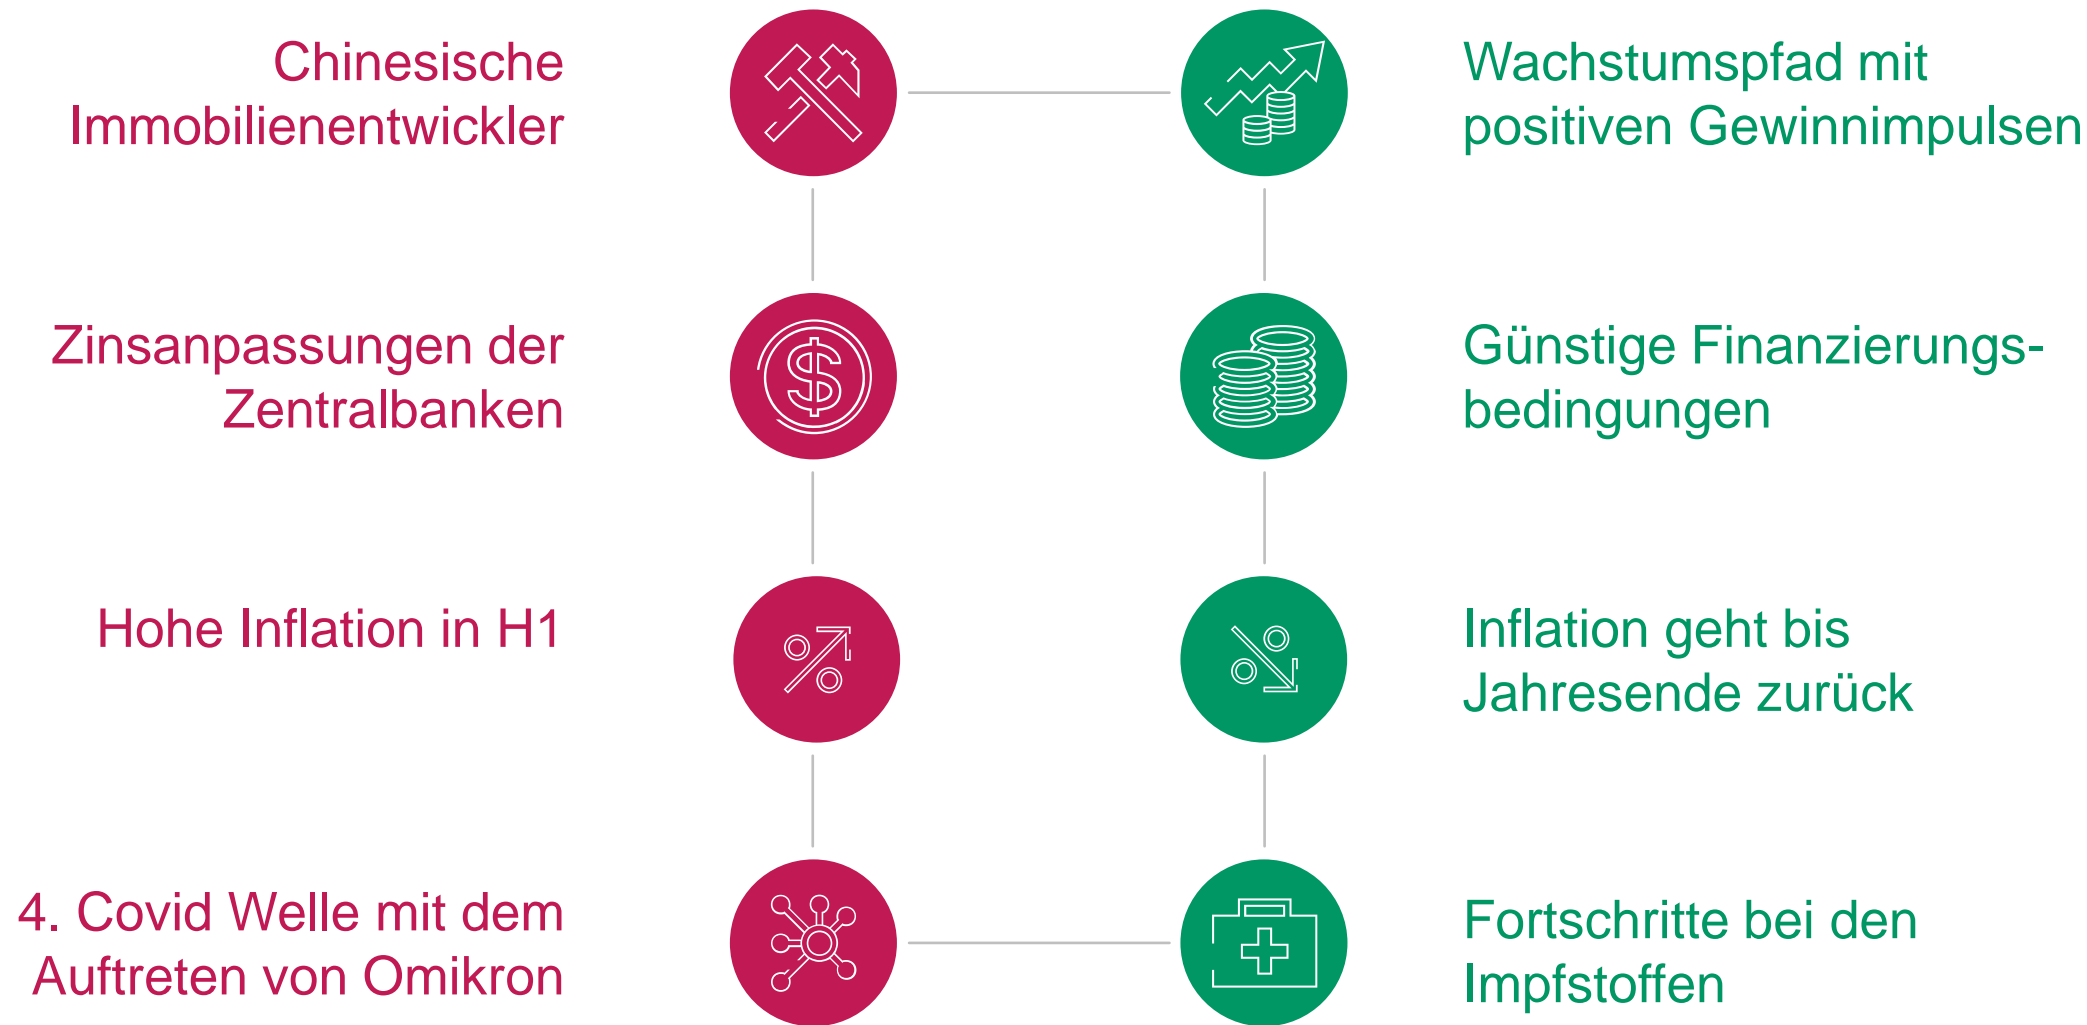 Chinesische
Immobilienentwickler
Wachstumspfad mit
positiven Gewinnimpulsen
Zinsanpassungen der
Zentralbanken
Günstige Finanzierungs-
bedingungen
Hohe Inflation in H1
Inflation geht bis
Jahresende zurück
4. Covid Welle mit dem
Auftreten von Omikron
Fortschritte bei den
Impfstoffen